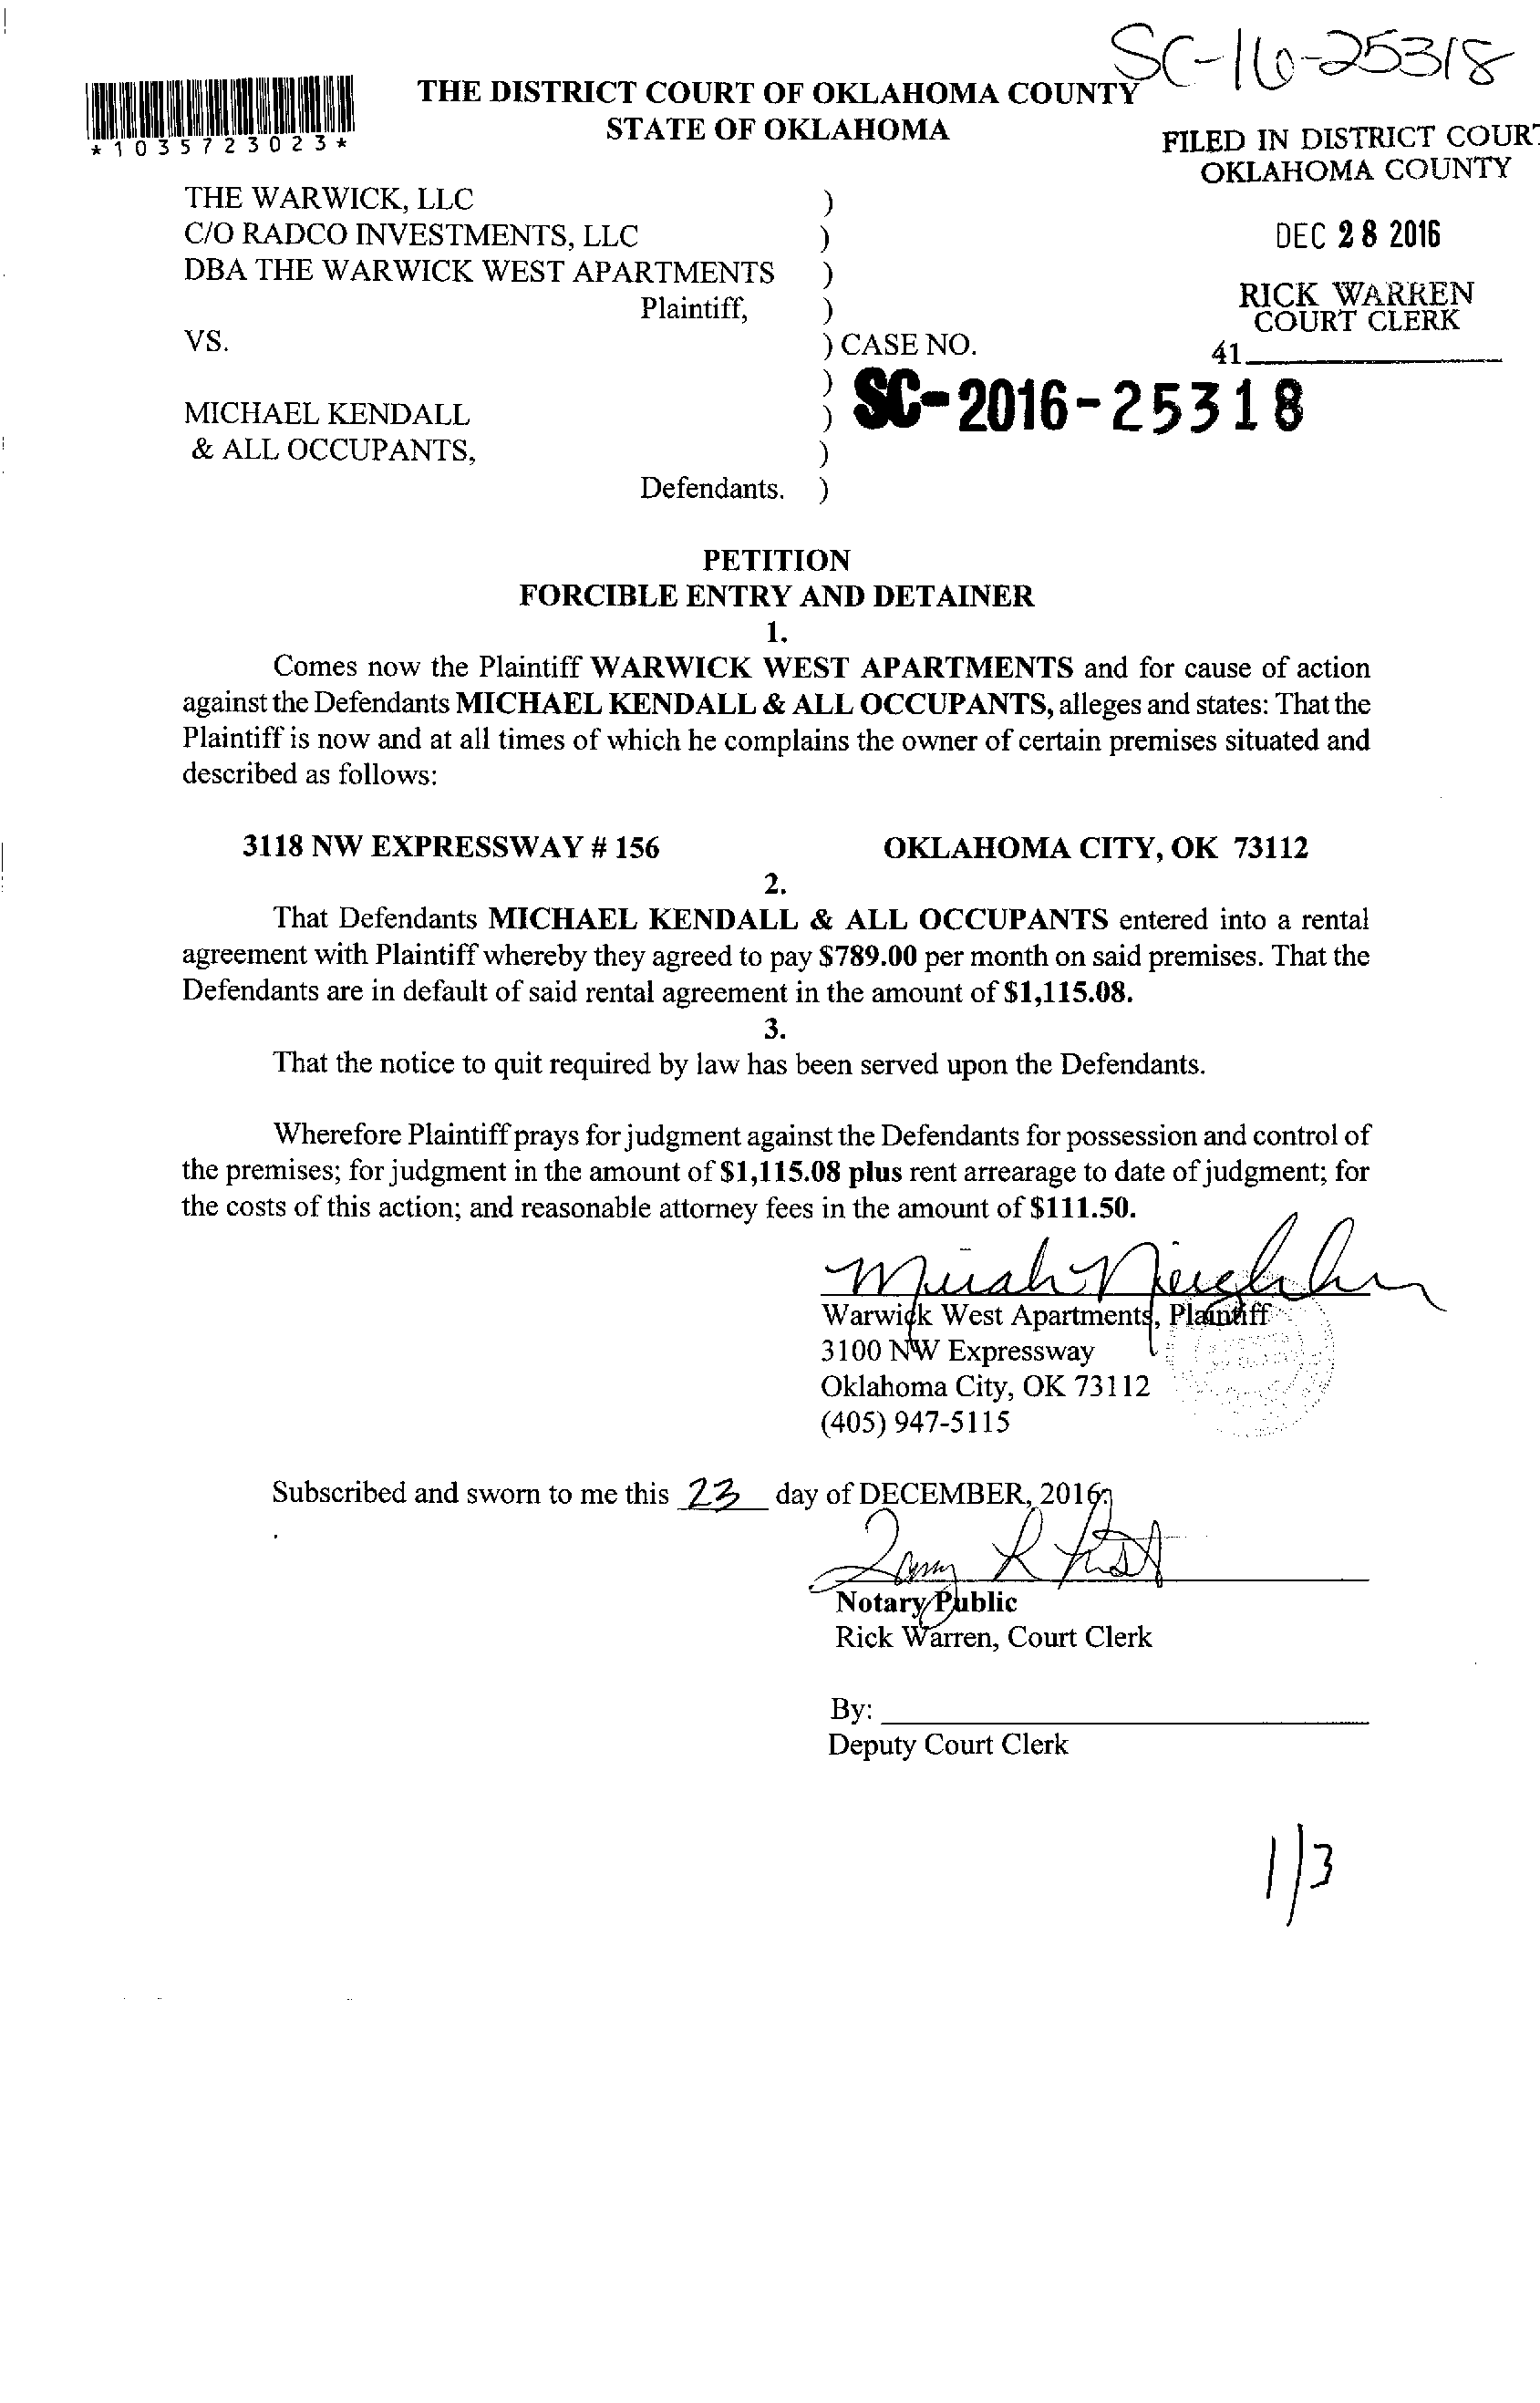 SC-16-25318
*1035723023*
THE DISTRICT COURT OF OKLAHOMA COUNTY
STATE OF OKLAHOMA
FILED IN DISTRICT COURT
OKLAHOMA COUNTY
DEC 28 2016
RICK WARREN
COURT CLERK
41
THE WARWICK, LLC )
C/O RADCO INVESTMENTS, LLC )
DBA THE WARWICK WEST APARTMENTS )
Plaintiff, )
VS. ) CASE NO.
) SC-2016-25318
MICHAEL KENDALL )
& ALL OCCUPANTS, )
Defendants. )
PETITION
FORCIBLE ENTRY AND DETAINER
1.
Comes now the Plaintiff WARWICK WEST APARTMENTS and for cause of action
against the Defendants MICHAEL KENDALL & ALL OCCUPANTS, alleges and states: That the
Plaintiff is now and at all times of which he complains the owner of certain premises situated and
described as follows:
3118 NW EXPRESSWAY # 156 OKLAHOMA CITY, OK 73112
2.
That Defendants MICHAEL KENDALL & ALL OCCUPANTS entered into a rental
agreement with Plaintiff whereby they agreed to pay $789.00 per month on said premises. That the
Defendants are in default of said rental agreement in the amount of $1,115.08.
3.
That the notice to quit required by law has been served upon the Defendants.
Wherefore Plaintiff prays for judgment against the Defendants for possession and control of
the premises; for judgment in the amount of $1,115.08 plus rent arrearage to date of judgment; for
the costs of this action; and reasonable attorney fees in the amount of $111.50.
Warwick West Apartments, Plaintiff
3100 NW Expressway
Oklahoma City, OK 73112
(405) 947-5115
Subscribed and sworn to me this 23 day of DECEMBER, 2016.
Notary Public
Rick Warren, Court Clerk
By:
Deputy Court Clerk
1/3